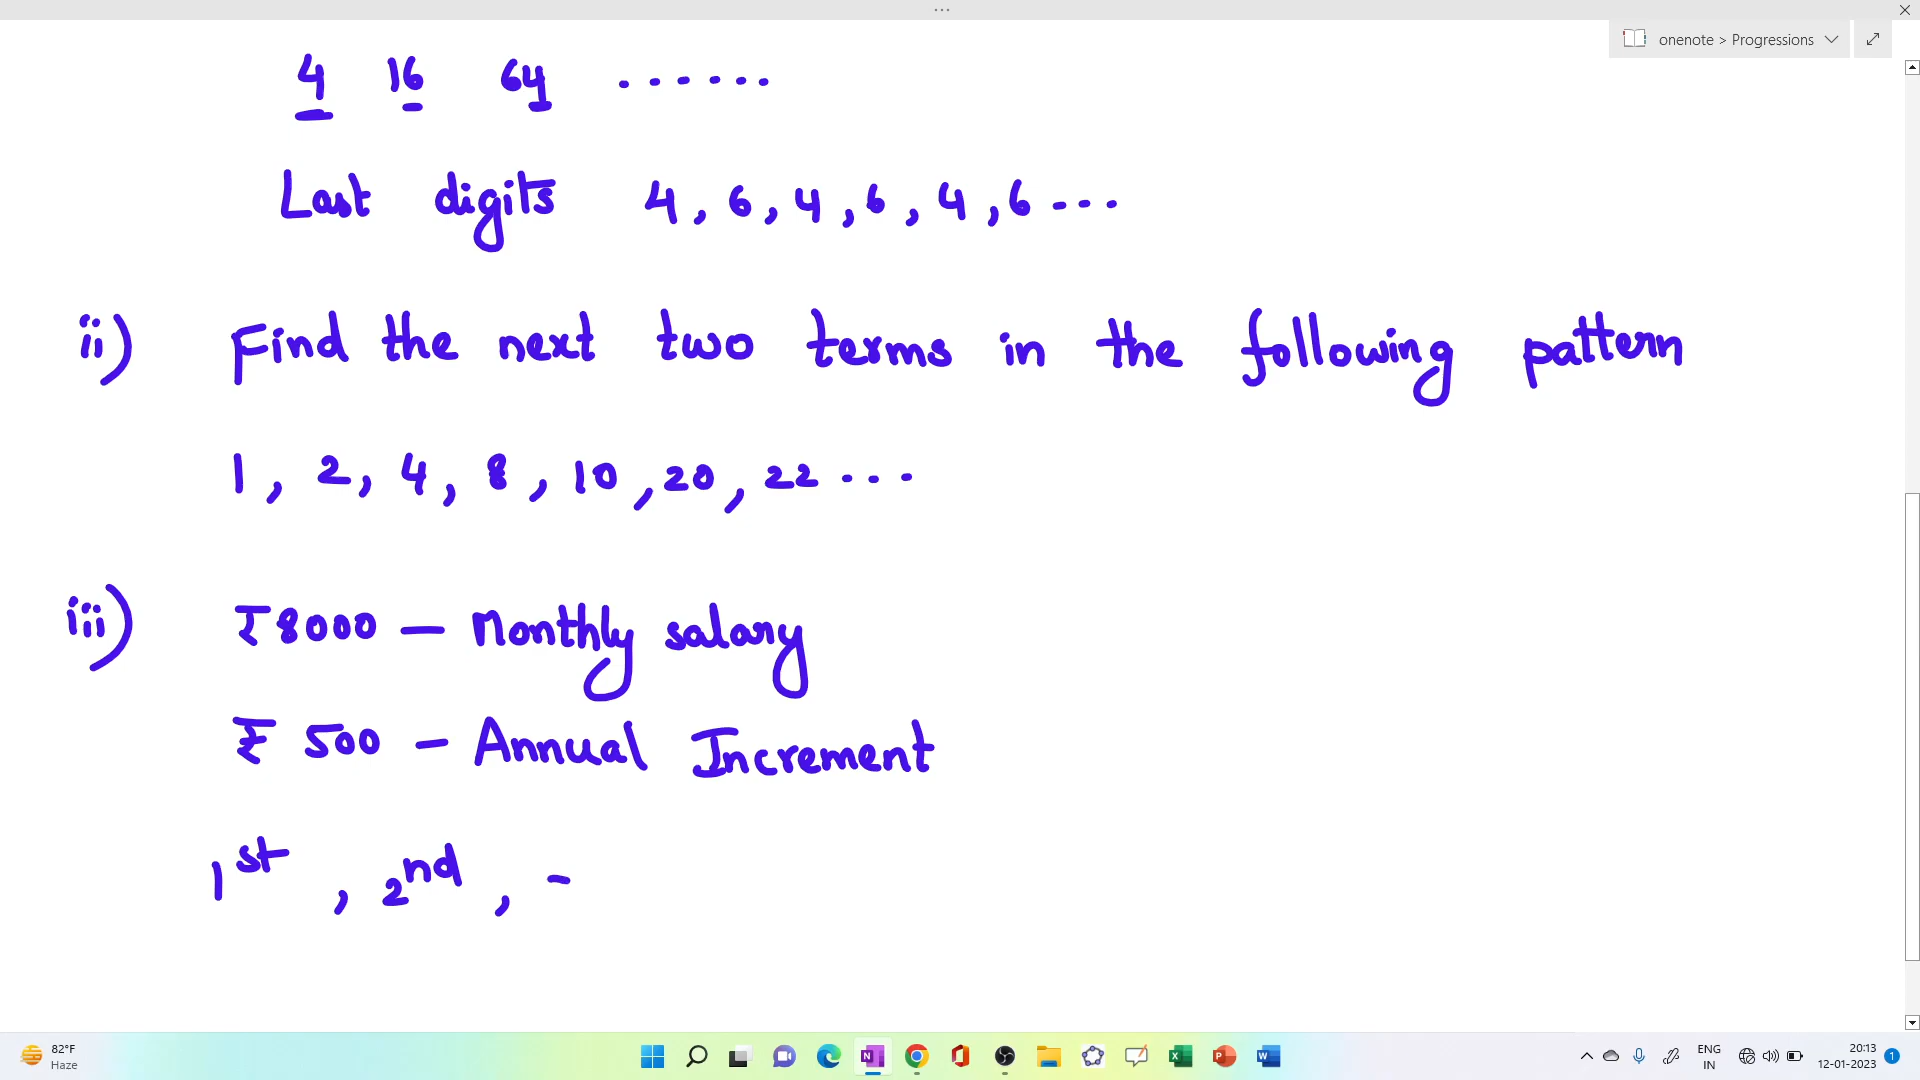 ...
onenote > Progressions
4 16 64 .......
Last digits 4, 6, 4, 6, 4, 6 ...
ii) Find the next two terms in the following pattern
1, 2, 4, 8, 10, 20, 22 ...
iii) ₹8000 – Monthly salary
₹ 500 – Annual Increment
1st, 2nd, -
82°F
Haze
ENG
IN
20:13
12-01-2023
1